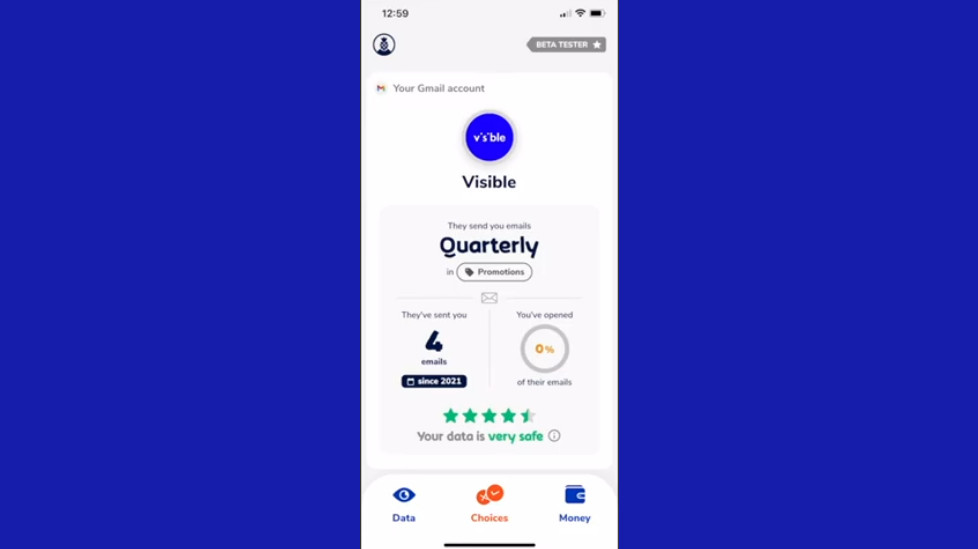 12:59
BETA TESTER
Your Gmail account
v's'ble
Visible
They send you emails
Quarterly
in Promotions
They've sent you
4
emails
since 2021
You've opened
0%
of their emails
Your data is very safe
Data
Choices
Money